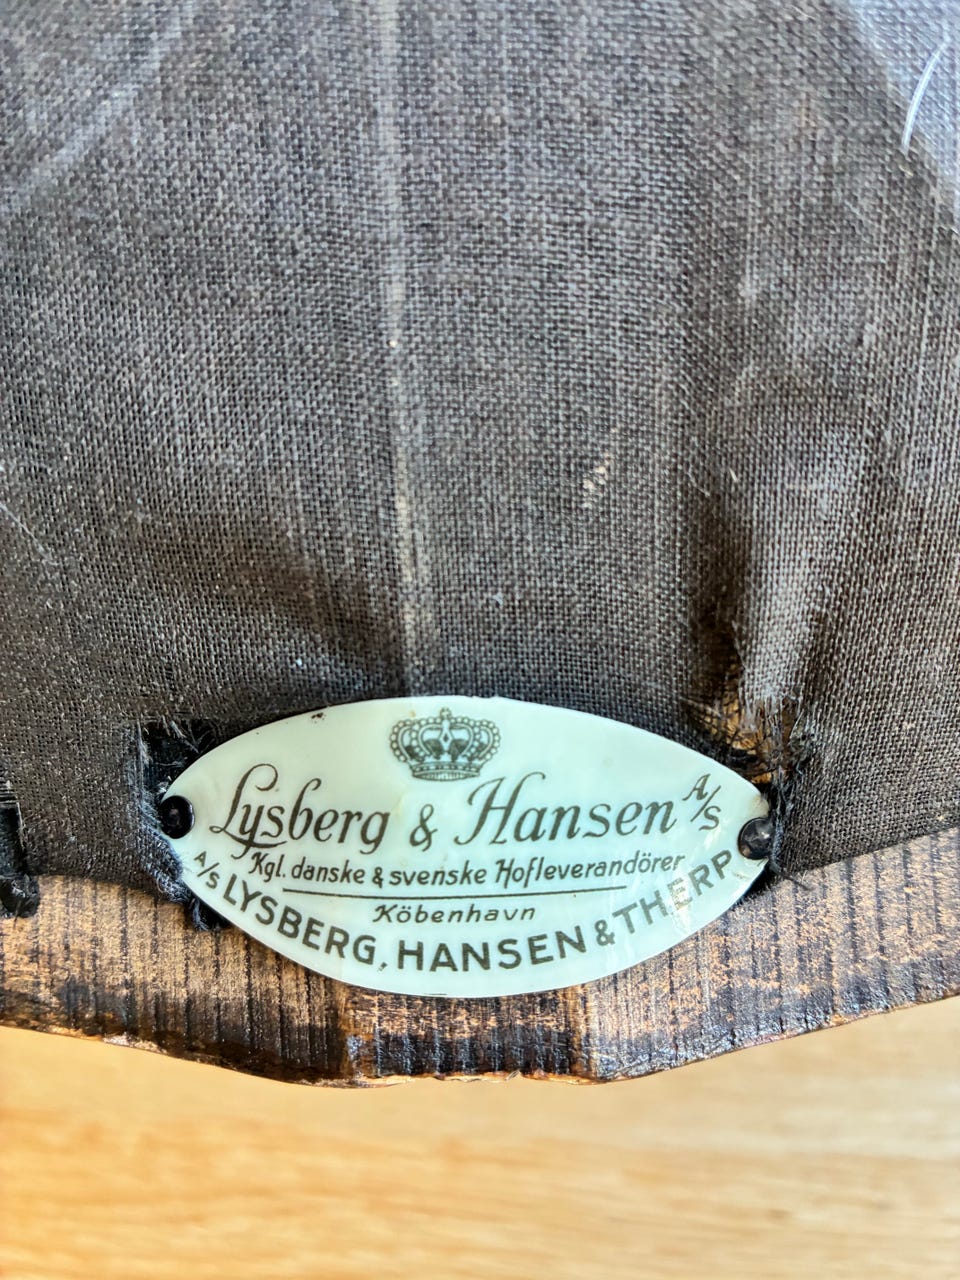 Lysberg & Hansen A/S
Kgl. danske & svenske Hofleverandörer
Köbenhavn
A/S LYSBERG, HANSEN & THERP